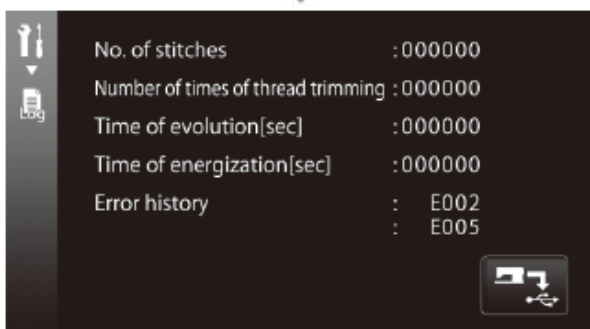 No. of stitches :000000
Number of times of thread trimming :000000
Log
Time of evolution[sec] :000000
Time of energization[sec] :000000
Error history : E002
: E005